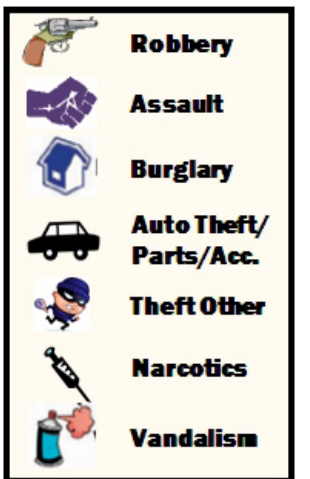 Robbery
Assault
Burglary
Auto Theft/
Parts/Acc.
Theft Other
Narcotics
Vandalism